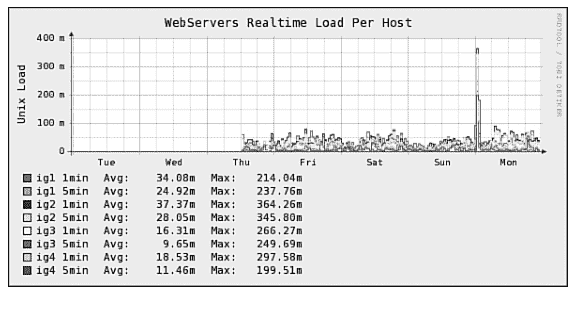 WebServers Realtime Load Per Host
RRDTOOL / TOBI OETIKER
Unix Load
400 m
300 m
200 m
100 m
0
Tue Wed Thu Fri Sat Sun Mon
ig1 1min Avg: 34.08m Max: 214.04m
ig1 5min Avg: 24.92m Max: 237.76m
ig2 1min Avg: 37.37m Max: 364.26m
ig2 5min Avg: 28.05m Max: 345.80m
ig3 1min Avg: 16.31m Max: 266.27m
ig3 5min Avg: 9.65m Max: 249.69m
ig4 1min Avg: 18.53m Max: 297.58m
ig4 5min Avg: 11.46m Max: 199.51m